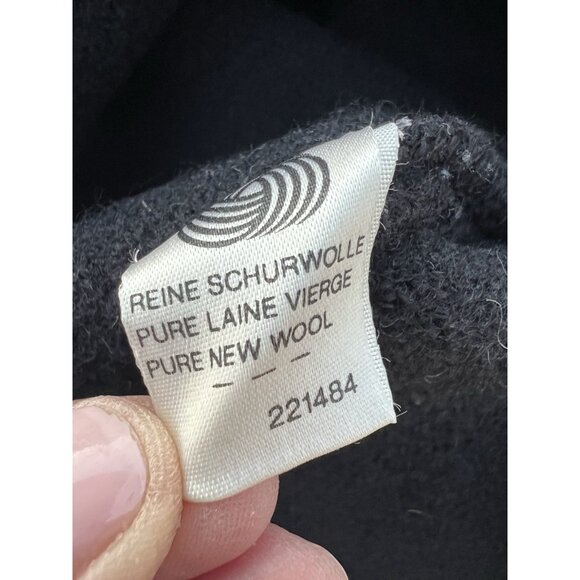 REINE SCHURWOLLE
PURE LAINE VIERGE
PURE NEW WOOL
— — —
221484